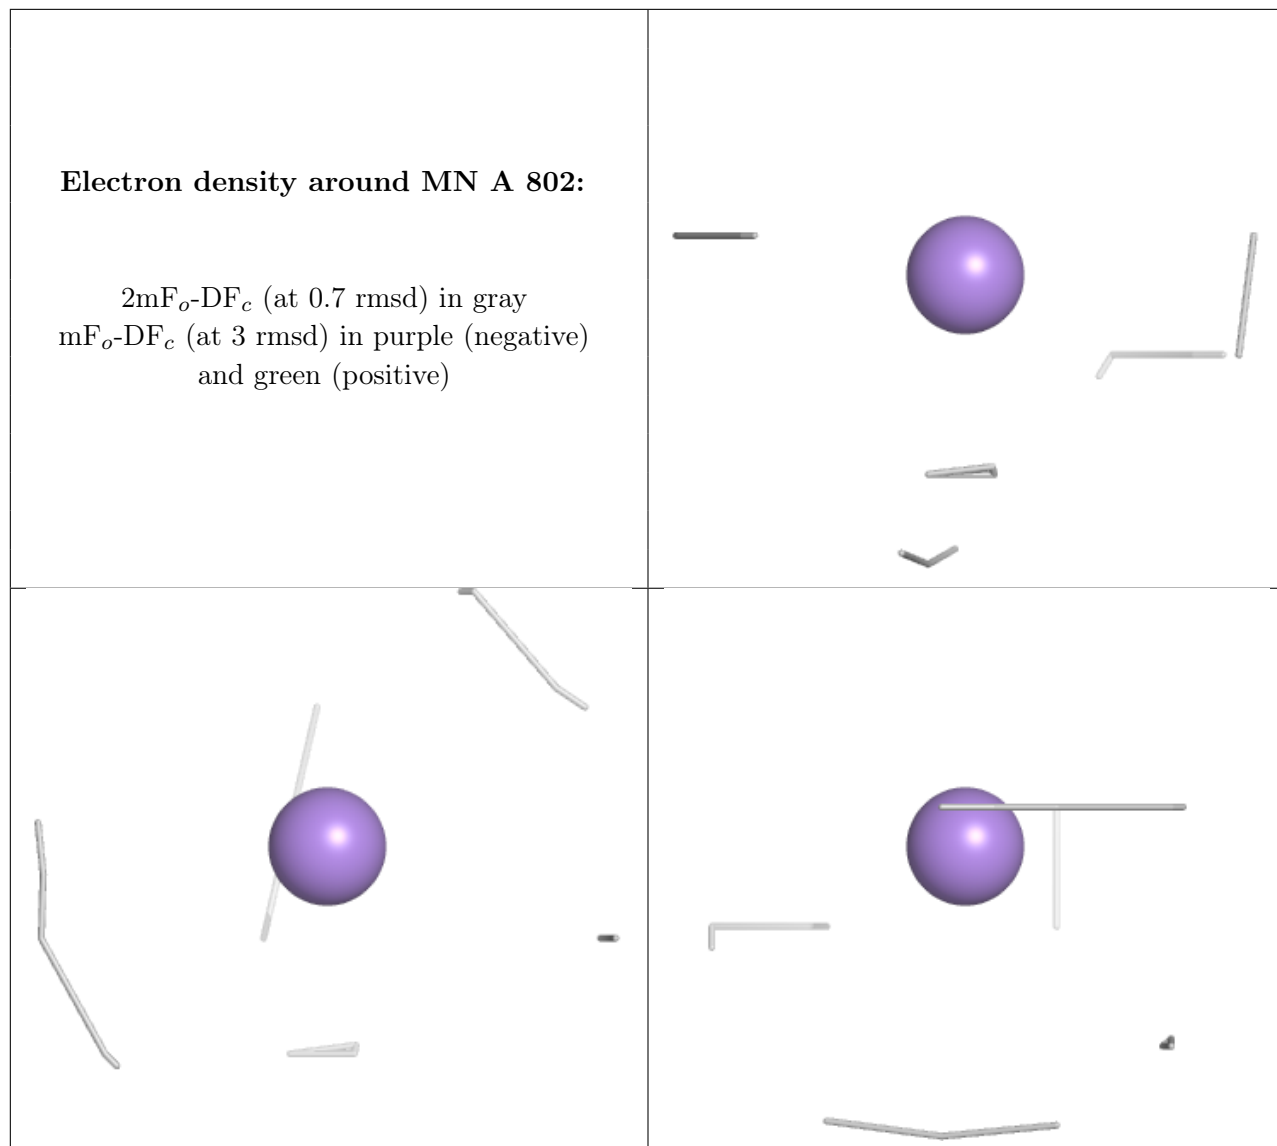 Electron density around MN A 802:
2mFo-DFc (at 0.7 rmsd) in gray
mFo-DFc (at 3 rmsd) in purple (negative)
and green (positive)